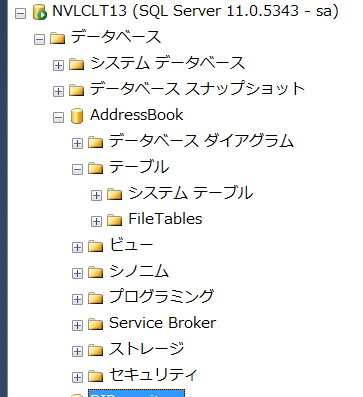 NVLCLT13 (SQL Server 11.0.5343 - sa)
データベース
システム データベース
データベース スナップショット
AddressBook
データベース ダイアグラム
テーブル
システム テーブル
FileTables
ビュー
シノニム
プログラミング
Service Broker
ストレージ
セキュリティ